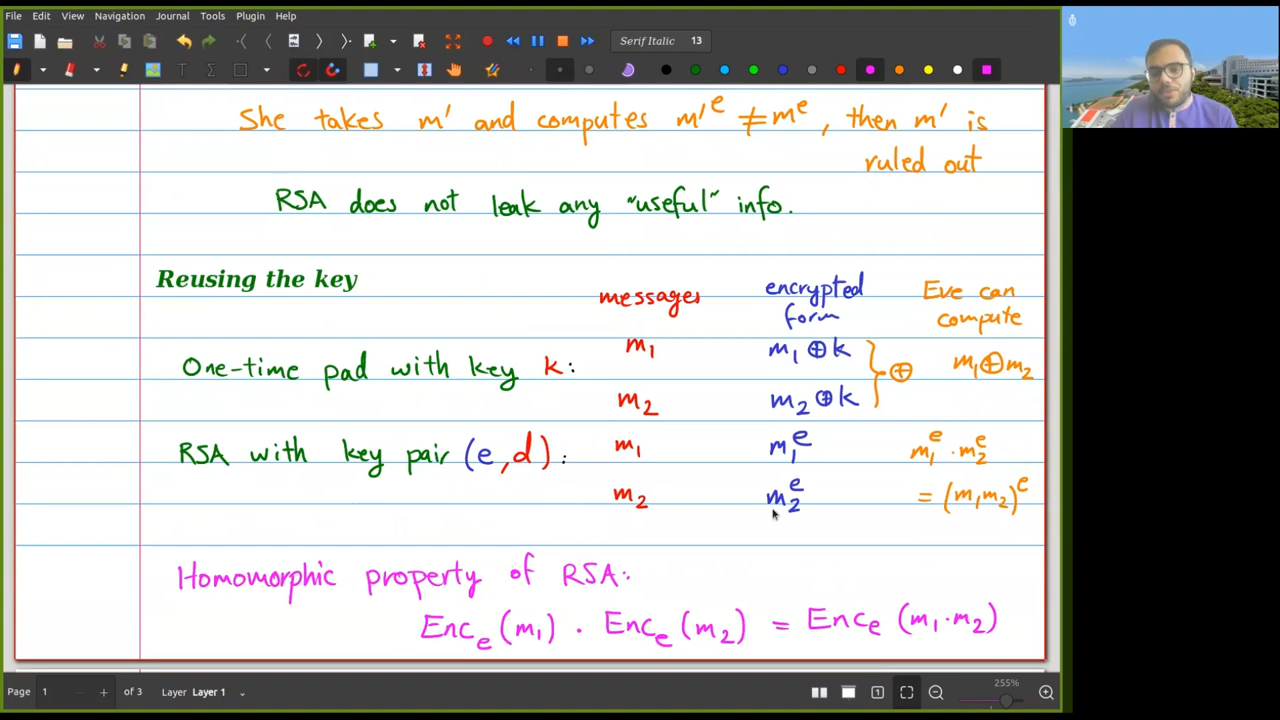 File Edit View Navigation Journal Tools Plugin Help
Serif Italic 13
She takes m' and computes m'^e ≠ m^e, then m' is
ruled out
RSA does not leak any "useful" info.
Reusing the key
messages encrypted form Eve can compute
One-time pad with key k:
m₁ m₁ ⊕ k
m₂ m₂ ⊕ k
} ⊕ m₁ ⊕ m₂
RSA with key pair (e, d):
m₁ m₁^e m₁^e · m₂^e
m₂ m₂^e = (m₁m₂)^e
Homomorphic property of RSA:
Enc_e (m₁) · Enc_e (m₂) = Enc_e (m₁·m₂)
Page 1 of 3 Layer Layer 1 255%